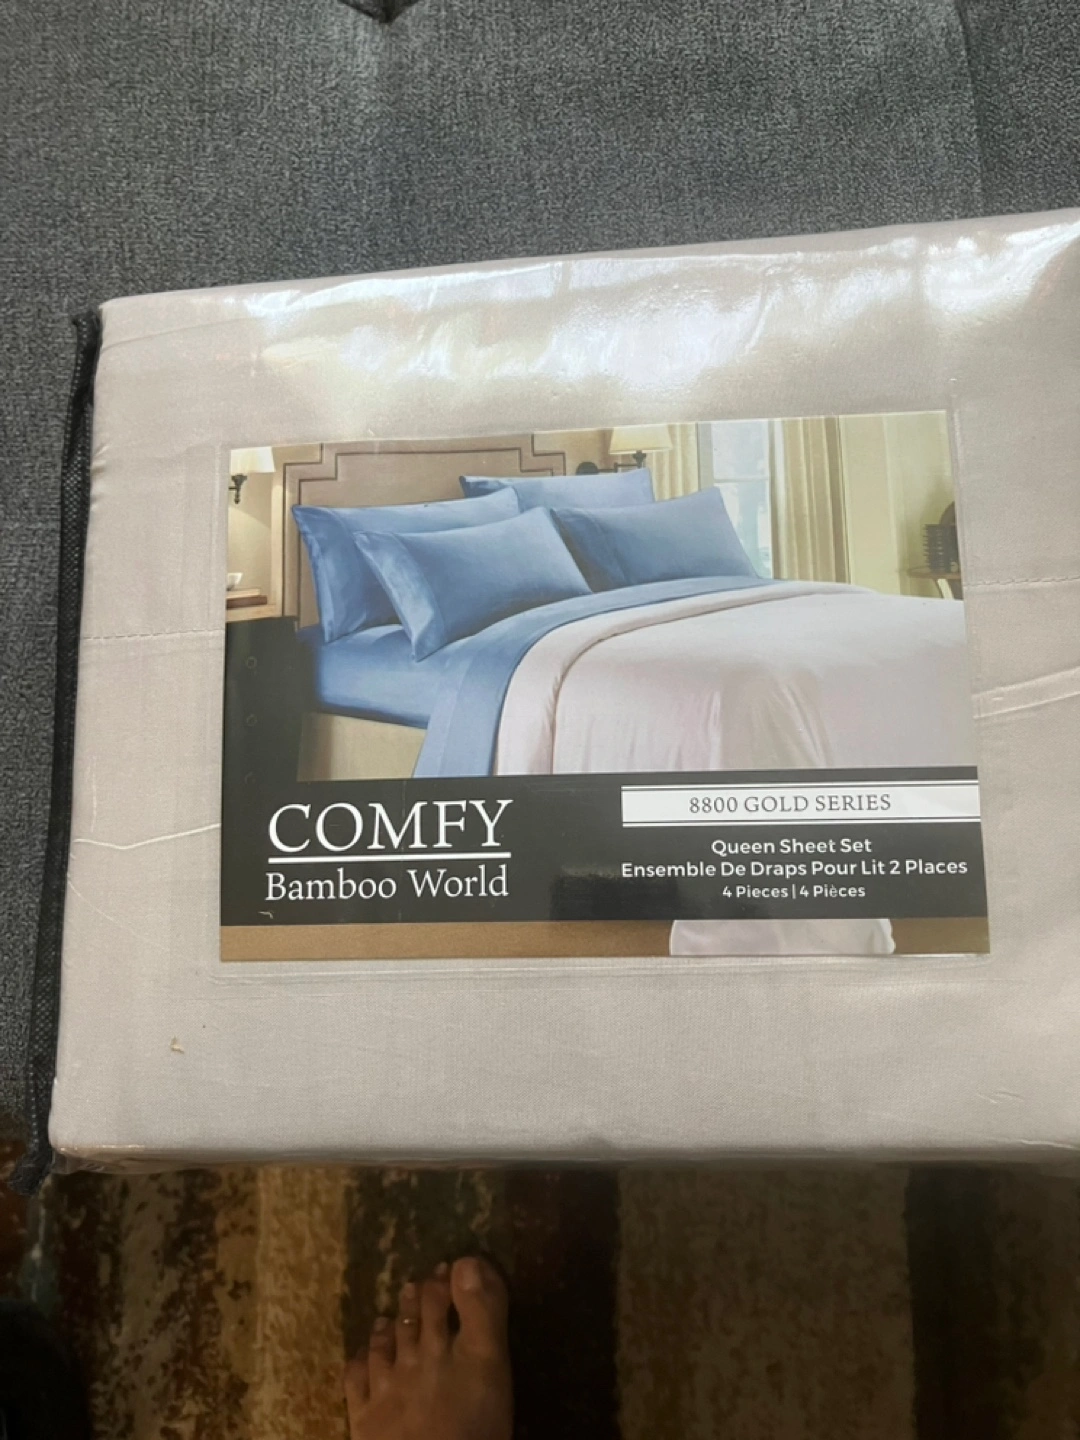 COMFY
Bamboo World
8800 GOLD SERIES
Queen Sheet Set
Ensemble De Draps Pour Lit 2 Places
4 Pieces | 4 Pièces